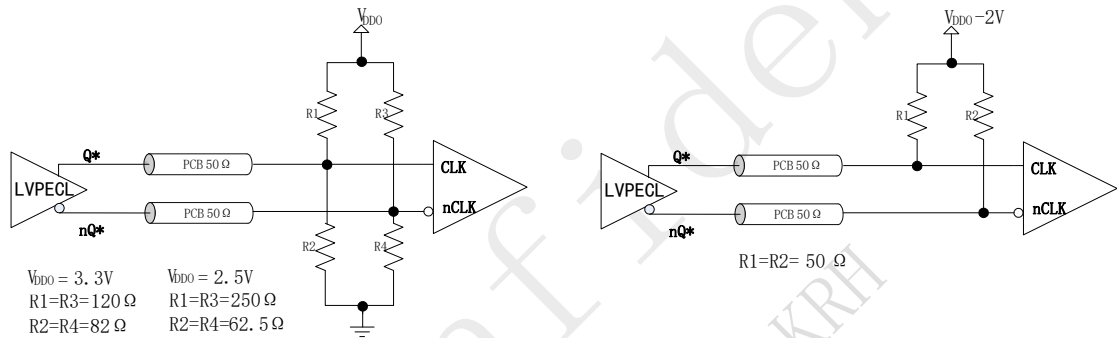 VDDO
R1
R3
Q*
PCB 50 Ω
CLK
LVPECL
PCB 50 Ω
nCLK
nQ*
R2
R4
VDDO = 3.3V
R1=R3=120 Ω
R2=R4=82 Ω
VDDO = 2.5V
R1=R3=250 Ω
R2=R4=62.5 Ω
VDDO-2V
R1
R2
Q*
PCB 50 Ω
CLK
LVPECL
PCB 50 Ω
nCLK
nQ*
R1=R2= 50 Ω
nfider
KRH